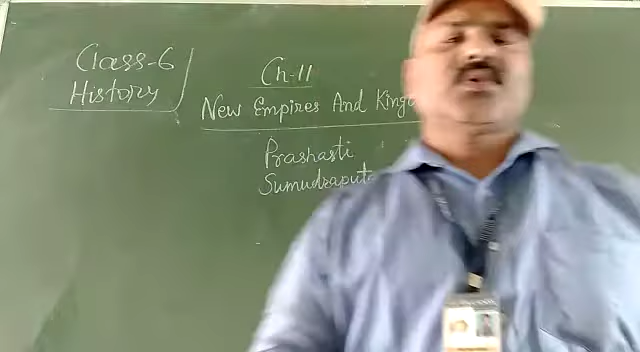 Class-6
History
Ch-11
New Empires And
Prashasti